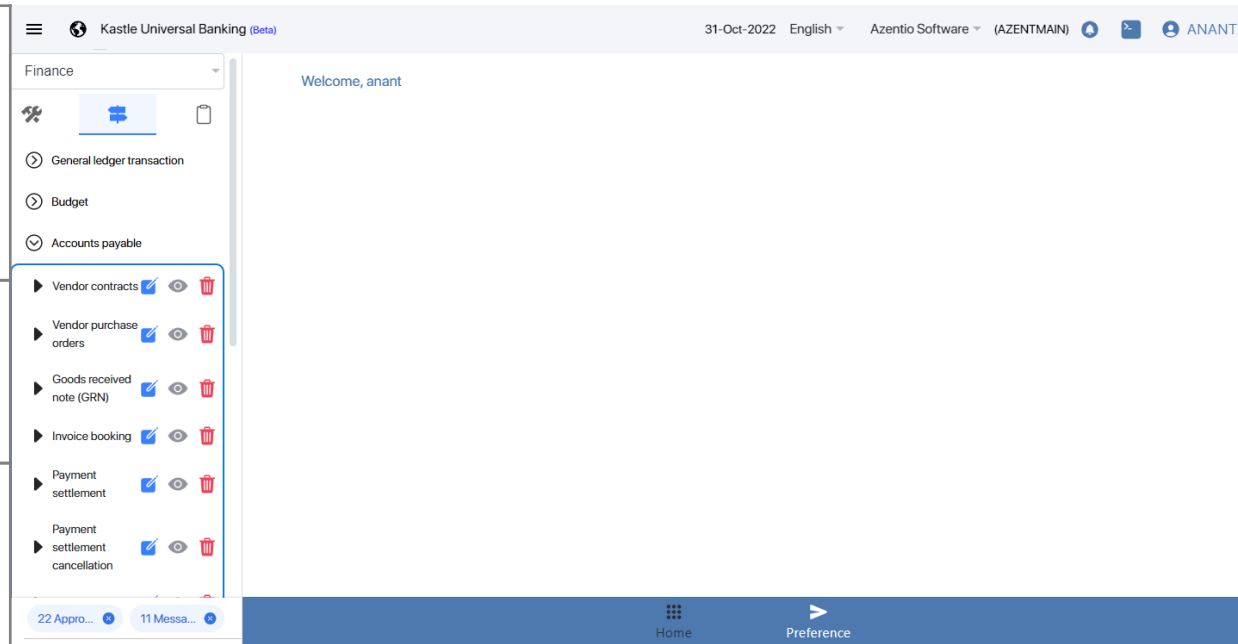 Kastle Universal Banking (Beta)
31-Oct-2022 English Azentio Software (AZENTMAIN) ANANT
Finance
Welcome, anant
General ledger transaction
Budget
Accounts payable
Vendor contracts
Vendor purchase
orders
Goods received
note (GRN)
Invoice booking
Payment
settlement
Payment
settlement
cancellation
22 Appro... 11 Messa...
Home Preference